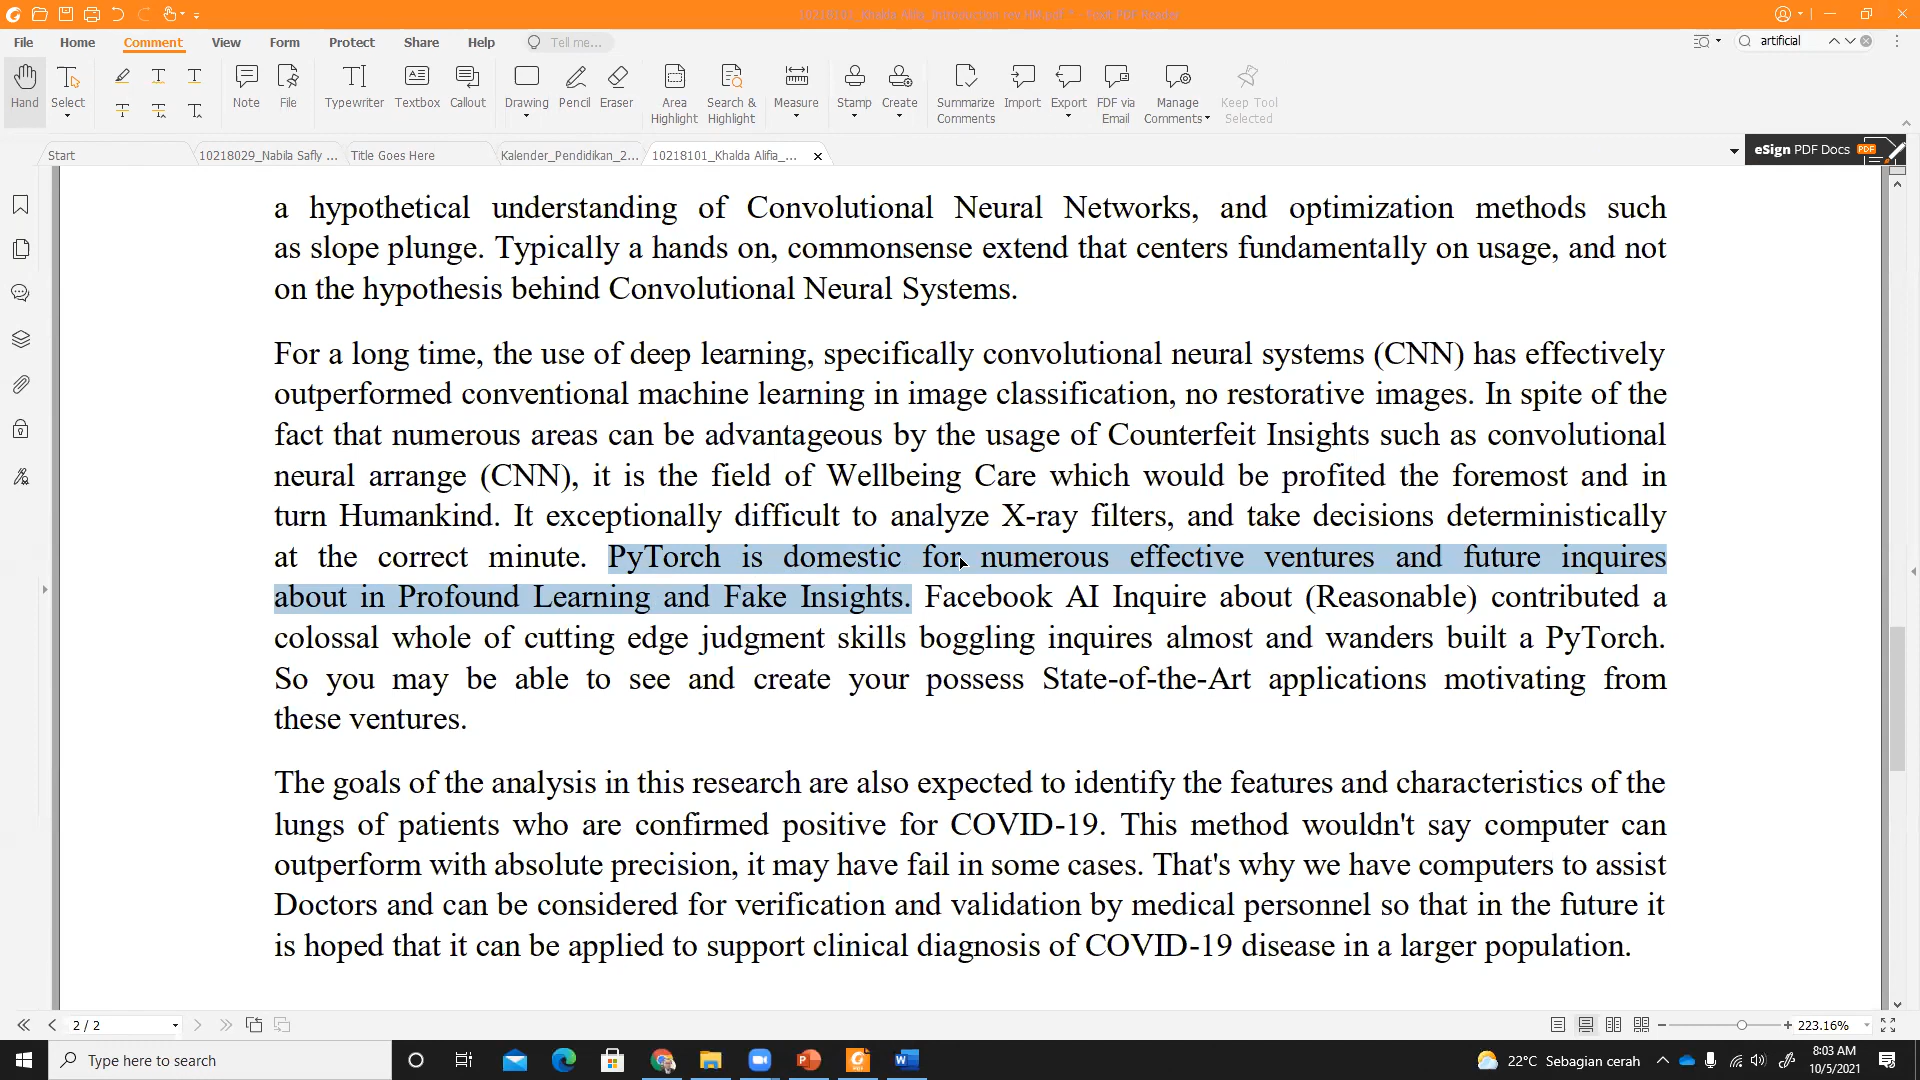 File Home Comment View Form Protect Share Help Tell me... artificial
Hand Select Note File Typewriter Textbox Callout Drawing Pencil Eraser Area Highlight Search & Highlight Measure Stamp Create Summarize Comments Import Export FDF via Email Manage Comments Keep Tool Selected
Start 10218029_Nabila Safly ... Title Goes Here Kalender_Pendidikan_2... 10218101_Khalda Alifia_... eSign PDF Docs PDF
a hypothetical understanding of Convolutional Neural Networks, and optimization methods such
as slope plunge. Typically a hands on, commonsense extend that centers fundamentally on usage, and not
on the hypothesis behind Convolutional Neural Systems.
For a long time, the use of deep learning, specifically convolutional neural systems (CNN) has effectively
outperformed conventional machine learning in image classification, no restorative images. In spite of the
fact that numerous areas can be advantageous by the usage of Counterfeit Insights such as convolutional
neural arrange (CNN), it is the field of Wellbeing Care which would be profited the foremost and in
turn Humankind. It exceptionally difficult to analyze X-ray filters, and take decisions deterministically
at the correct minute. PyTorch is domestic for numerous effective ventures and future inquires
about in Profound Learning and Fake Insights. Facebook AI Inquire about (Reasonable) contributed a
colossal whole of cutting edge judgment skills boggling inquires almost and wanders built a PyTorch.
So you may be able to see and create your possess State-of-the-Art applications motivating from
these ventures.
The goals of the analysis in this research are also expected to identify the features and characteristics of the
lungs of patients who are confirmed positive for COVID-19. This method wouldn't say computer can
outperform with absolute precision, it may have fail in some cases. That's why we have computers to assist
Doctors and can be considered for verification and validation by medical personnel so that in the future it
is hoped that it can be applied to support clinical diagnosis of COVID-19 disease in a larger population.
2 / 2 223.16%
Type here to search 22°C Sebagian cerah 8:03 AM
10/5/2021